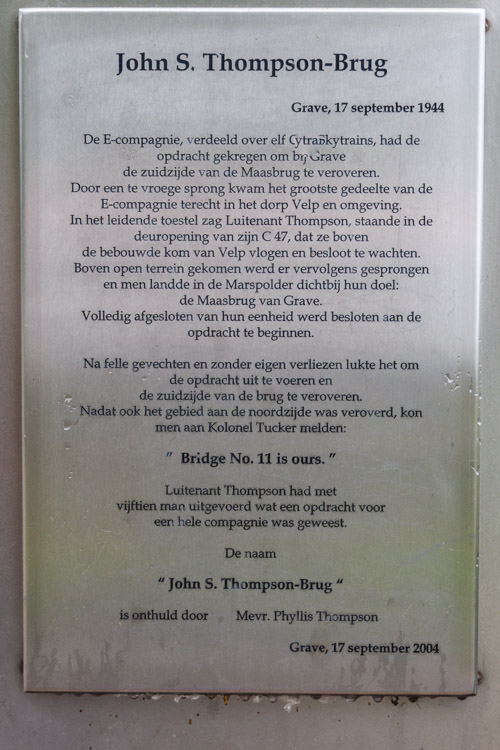 John S. Thompson-Brug
Grave, 17 september 1944
De E-compagnie, verdeeld over elf Cytraskytrains, had de
opdracht gekregen om bij Grave
de zuidzijde van de Maasbrug te veroveren.
Door een te vroege sprong kwam het grootste gedeelte van de
E-compagnie terecht in het dorp Velp en omgeving.
In het leidende toestel zag Luitenant Thompson, staande in de
deuropening van zijn C 47, dat ze boven
de bebouwde kom van Velp vlogen en besloot te wachten.
Boven open terrein gekomen werd er vervolgens gesprongen
en men landde in de Marspolder dichtbij hun doel:
de Maasbrug van Grave.
Volledig afgesloten van hun eenheid werd besloten aan de
opdracht te beginnen.
Na felle gevechten en zonder eigen verliezen lukte het om
de opdracht uit te voeren en
de zuidzijde van de brug te veroveren.
Nadat ook het gebied aan de noordzijde was veroverd, kon
men aan Kolonel Tucker melden:
" Bridge No. 11 is ours. "
Luitenant Thompson had met
vijftien man uitgevoerd wat een opdracht voor
een hele compagnie was geweest.
De naam
" John S. Thompson-Brug "
is onthuld door Mevr. Phyllis Thompson
Grave, 17 september 2004